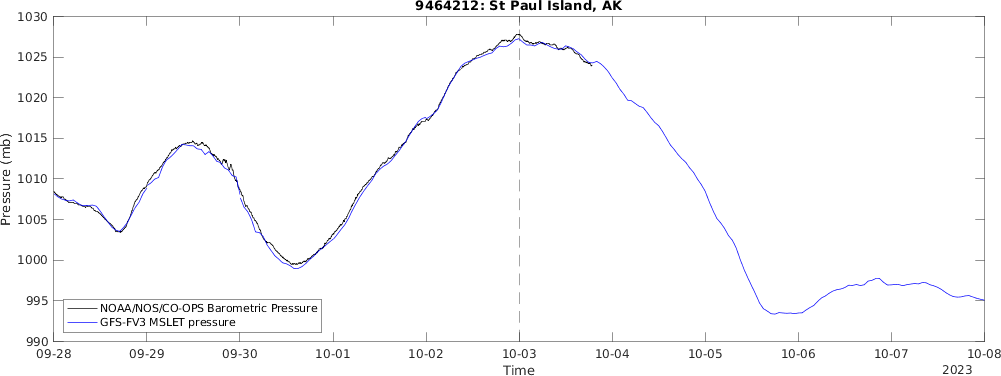 9464212: St Paul Island, AK
1030
1025
1020
1015
1010
1005
1000
995
990
Pressure (mb)
NOAA/NOS/CO-OPS Barometric Pressure
GFS-FV3 MSLET pressure
09-28 09-29 09-30 10-01 10-02 10-03 10-04 10-05 10-06 10-07 10-08
Time
2023